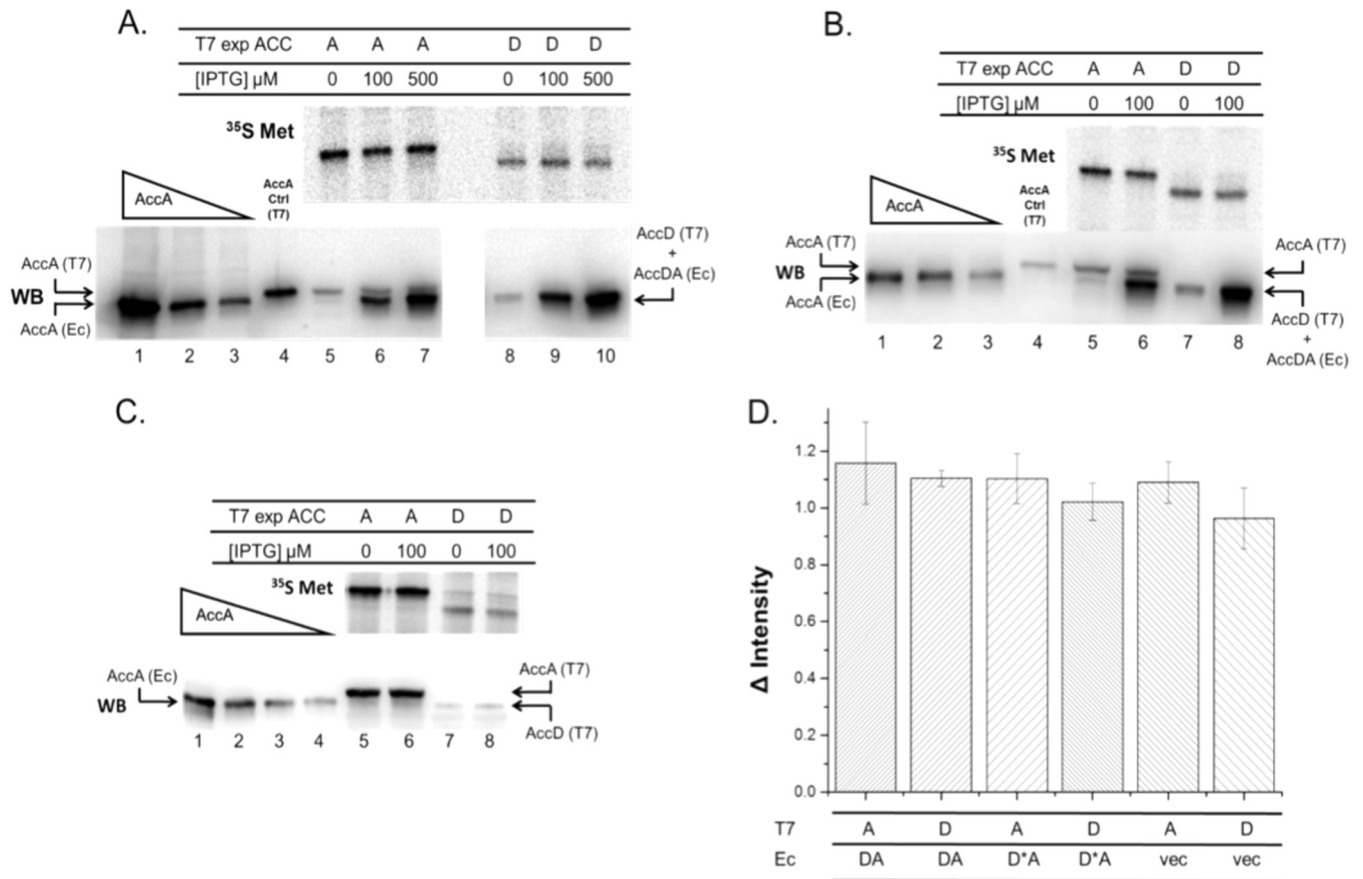 A.
T7 exp ACC A A A D D D
[IPTG] µM 0 100 500 0 100 500
³⁵S Met
AccA
AccA
Ctrl
(T7)
AccA (T7)
WB
AccA (Ec)
AccD (T7)
+
AccDA (Ec)
1 2 3 4 5 6 7 8 9 10
B.
T7 exp ACC A A D D
[IPTG] µM 0 100 0 100
³⁵S Met
AccA
AccA
Ctrl
(T7)
AccA (T7)
WB
AccA (Ec)
AccA (T7)
AccD (T7)
+
AccDA (Ec)
1 2 3 4 5 6 7 8
C.
T7 exp ACC A A D D
[IPTG] µM 0 100 0 100
³⁵S Met
AccA
AccA (Ec)
WB
AccA (T7)
AccD (T7)
1 2 3 4 5 6 7 8
D.
Δ Intensity
1.2
1.0
0.8
0.6
0.4
0.2
0.0
T7 A D A D A D
Ec DA DA D*A D*A vec vec